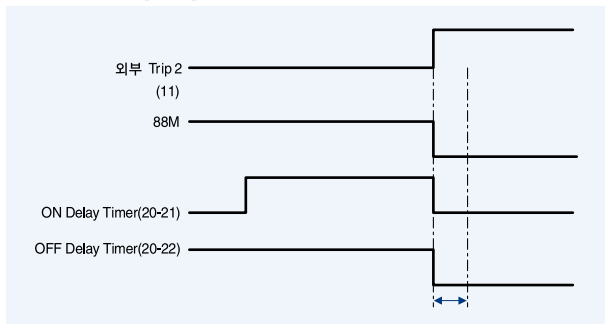 외부 Trip 2
(11)
88M
ON Delay Timer(20-21)
OFF Delay Timer(20-22)